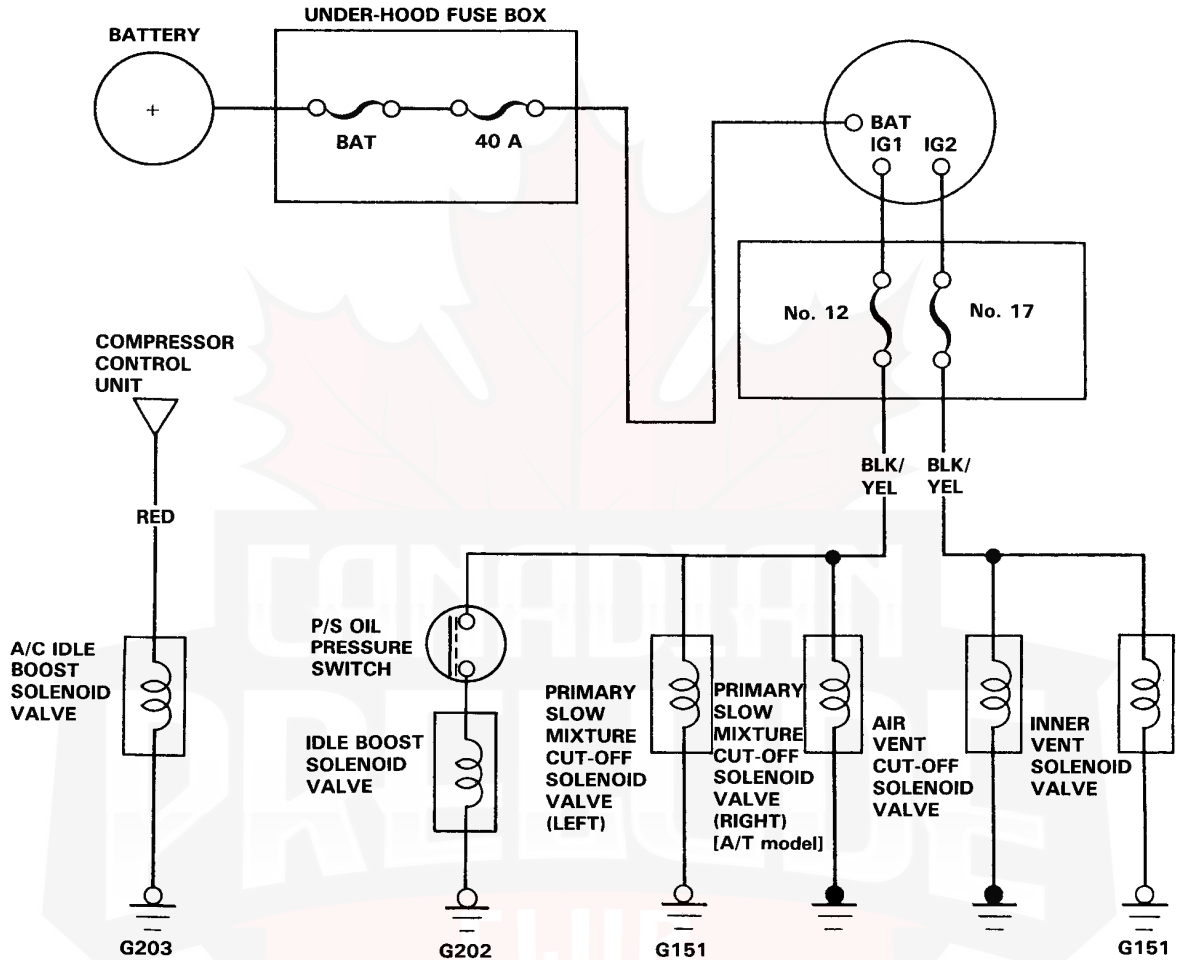 UNDER-HOOD FUSE BOX
BATTERY
+
BAT
40 A
BAT
IG1
IG2
No. 12
No. 17
COMPRESSOR
CONTROL
UNIT
BLK/
YEL
BLK/
YEL
RED
A/C IDLE
BOOST
SOLENOID
VALVE
P/S OIL
PRESSURE
SWITCH
IDLE BOOST
SOLENOID
VALVE
PRIMARY
SLOW
MIXTURE
CUT-OFF
SOLENOID
VALVE
(LEFT)
PRIMARY
SLOW
MIXTURE
CUT-OFF
SOLENOID
VALVE
(RIGHT)
[A/T model]
AIR
VENT
CUT-OFF
SOLENOID
VALVE
INNER
VENT
SOLENOID
VALVE
G203
G202
G151
G151
CANADIAN
PRELUDE